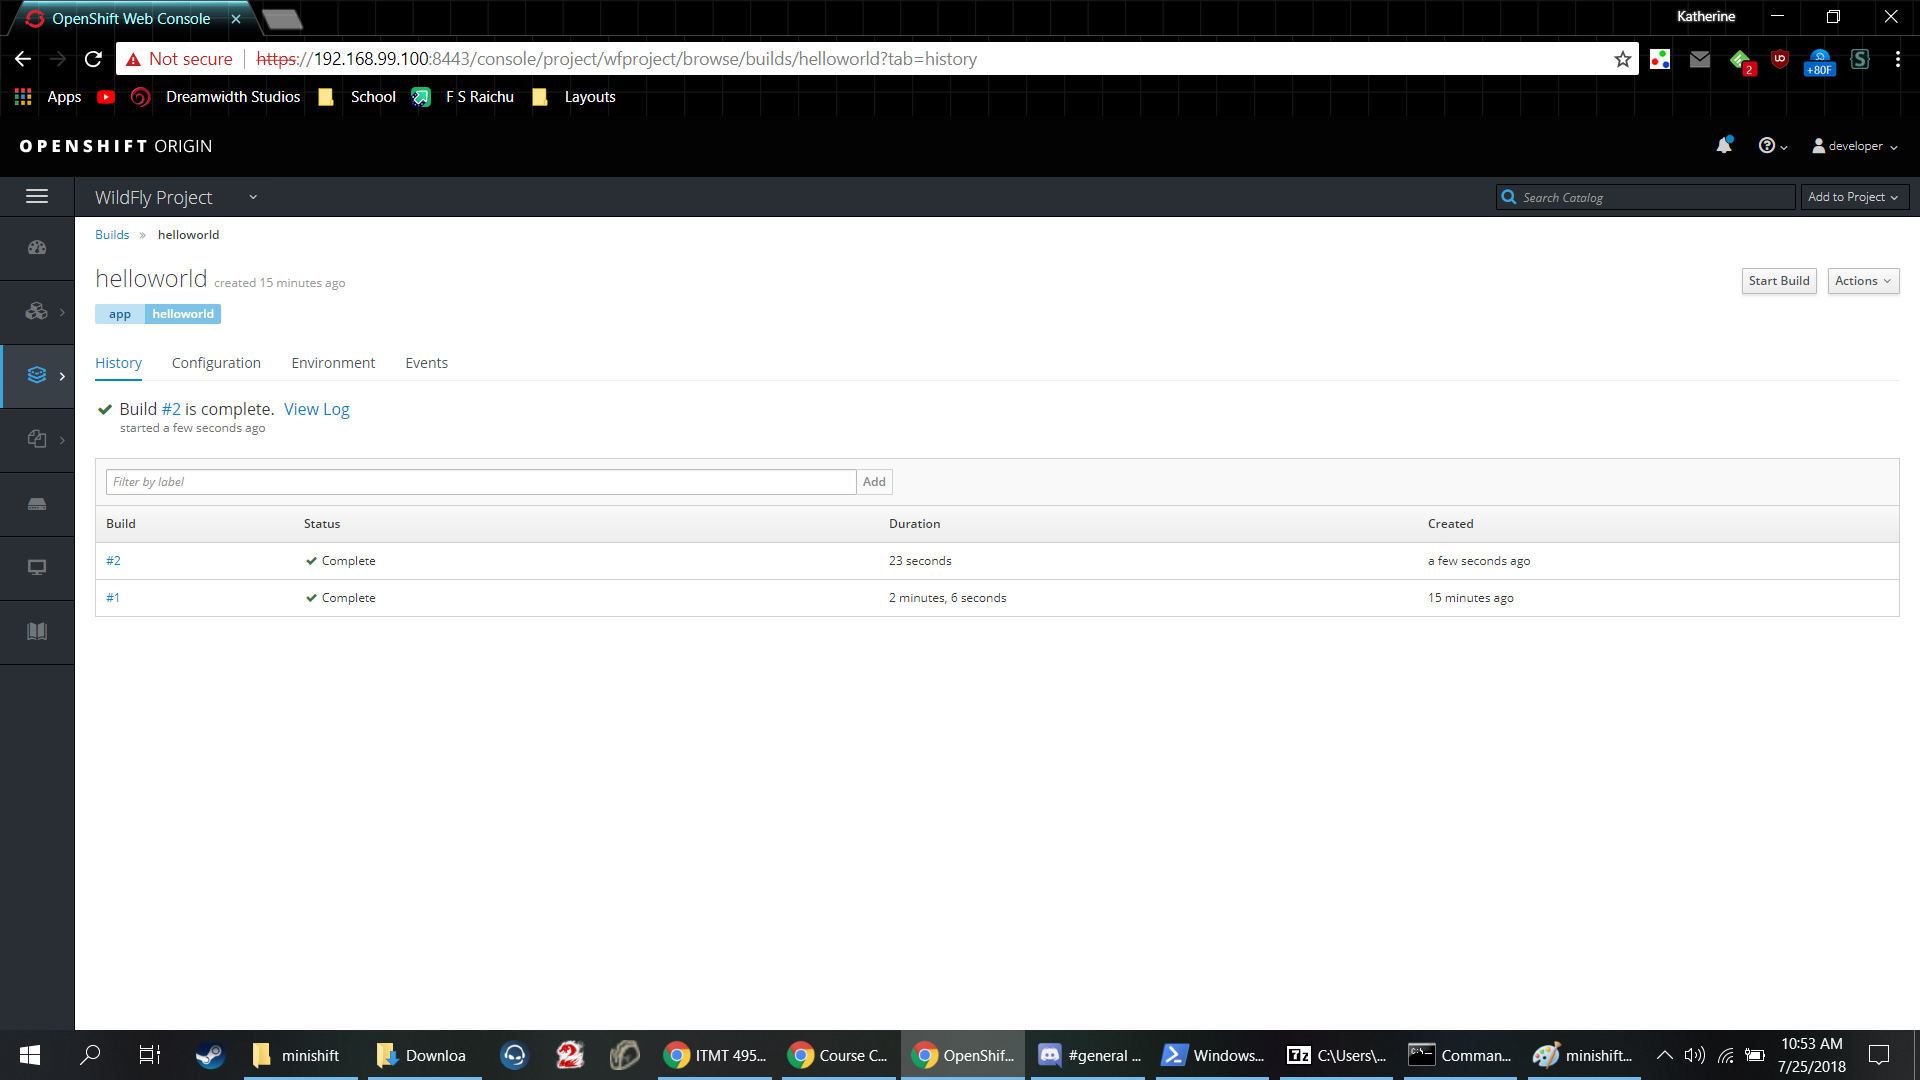 OpenShift Web Console
Katherine
Not secure https://192.168.99.100:8443/console/project/wfproject/browse/builds/helloworld?tab=history
2
+80F
Apps Dreamwidth Studios School F S Raichu Layouts
OPENSHIFT ORIGIN
developer
WildFly Project
Search Catalog
Add to Project
Builds » helloworld
helloworld created 15 minutes ago
Start Build Actions
app helloworld
History Configuration Environment Events
Build #2 is complete. View Log
started a few seconds ago
Filter by label Add
Build Status Duration Created
#2 Complete 23 seconds a few seconds ago
#1 Complete 2 minutes, 6 seconds 15 minutes ago
minishift Downloa ITMT 495... Course C... OpenShif... #general ... Windows... C:\Users\... Comman... minishift...
10:53 AM
7/25/2018